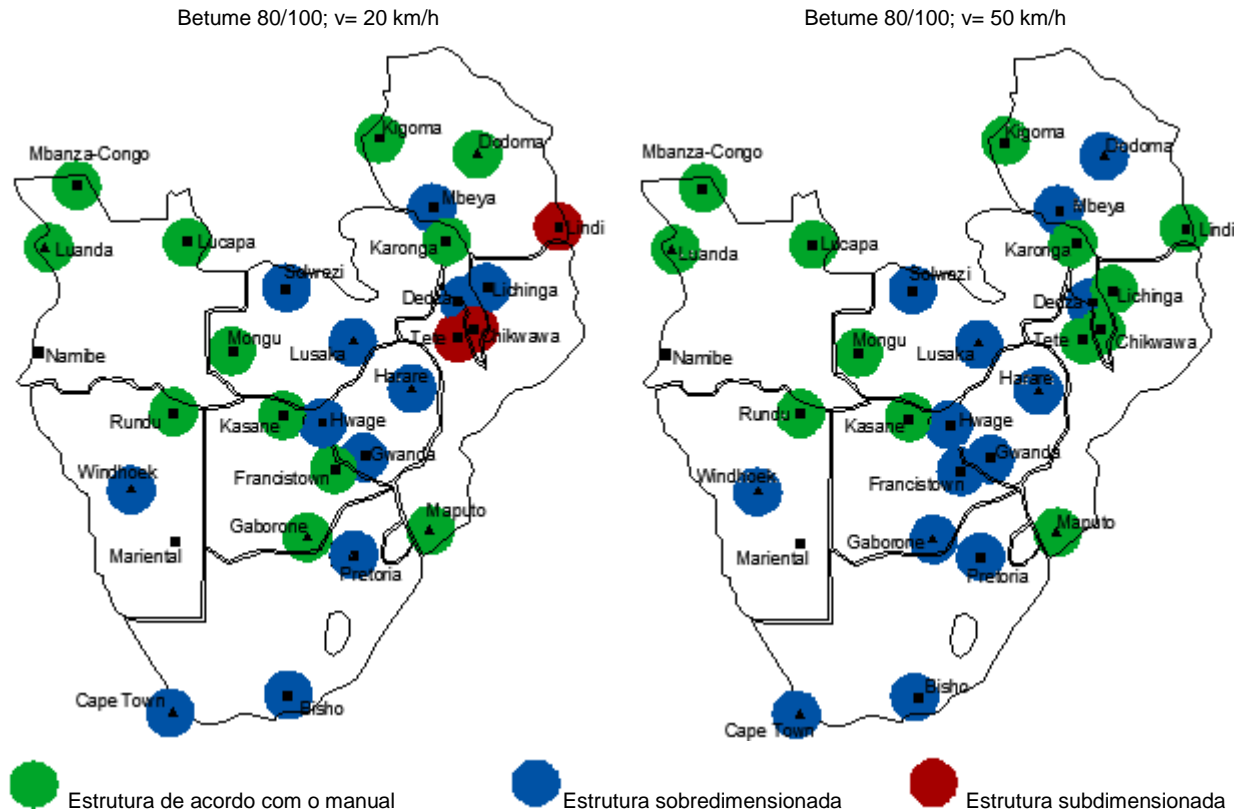 Betume 80/100; v= 20 km/h
Kigoma
Dodoma
Mbanza-Congo
Mbeya
Lindi
Luanda
Lucapa
Karonga
Solwezi
Lichinga
Dedza
Mongu
Lusaka
Tete
Chikwawa
Namibe
Harare
Rundu
Kasane
Hwage
Gwanda
Windhoek
Francistown
Gaborone
Maputo
Mariental
Pretoria
Cape Town
Bisho
Betume 80/100; v= 50 km/h
Kigoma
Dodoma
Mbanza-Congo
Mbeya
Lindi
Luanda
Lucapa
Karonga
Solwezi
Lichinga
Dedza
Mongu
Lusaka
Tete
Chikwawa
Namibe
Harare
Rundu
Kasane
Hwage
Gwanda
Windhoek
Francistown
Gaborone
Maputo
Mariental
Pretoria
Bisho
Cape Town
Estrutura de acordo com o manual
Estrutura sobredimensionada
Estrutura subdimensionada